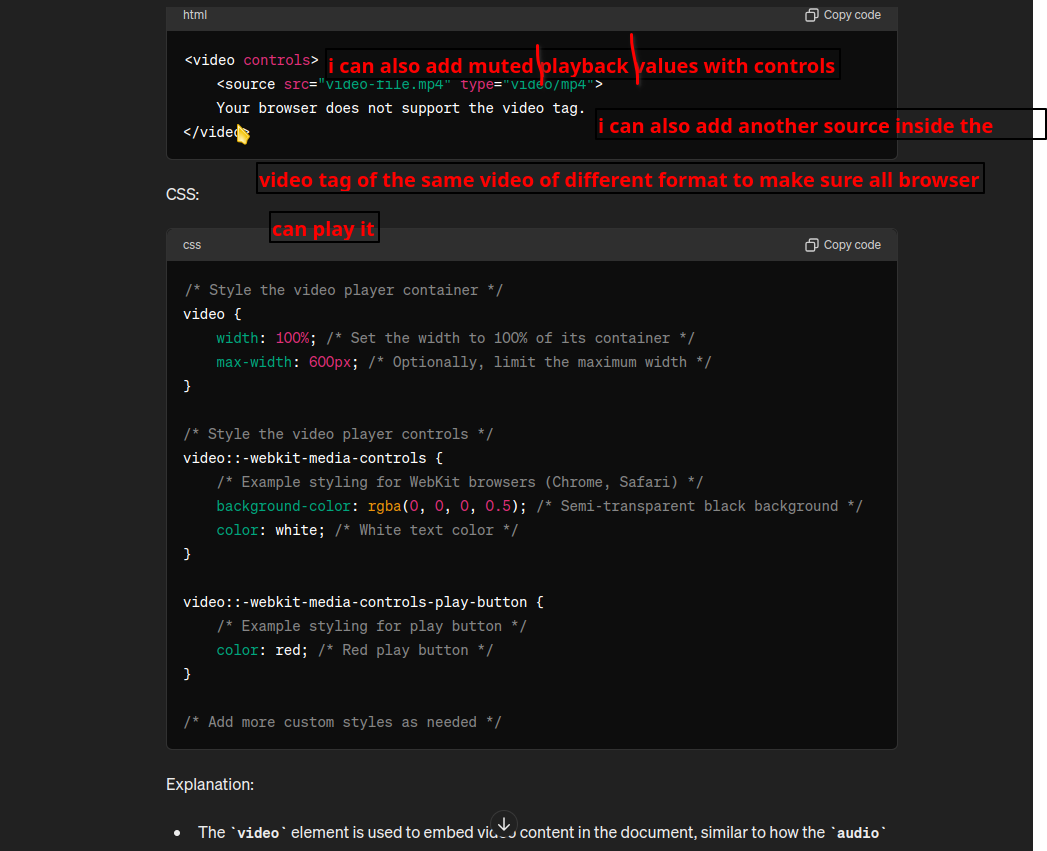 html
Copy code
<video controls>
i can also add muted playback values with controls
<source src="video-file.mp4" type="video/mp4">
Your browser does not support the video tag.
i can also add another source inside the
</video>
video tag of the same video of different format to make sure all browser
CSS:
can play it
css
Copy code
/* Style the video player container */
video {
width: 100%; /* Set the width to 100% of its container */
max-width: 600px; /* Optionally, limit the maximum width */
}
/* Style the video player controls */
video::-webkit-media-controls {
/* Example styling for WebKit browsers (Chrome, Safari) */
background-color: rgba(0, 0, 0, 0.5); /* Semi-transparent black background */
color: white; /* White text color */
}
video::-webkit-media-controls-play-button {
/* Example styling for play button */
color: red; /* Red play button */
}
/* Add more custom styles as needed */
Explanation:
• The `video` element is used to embed video content in the document, similar to how the `audio`